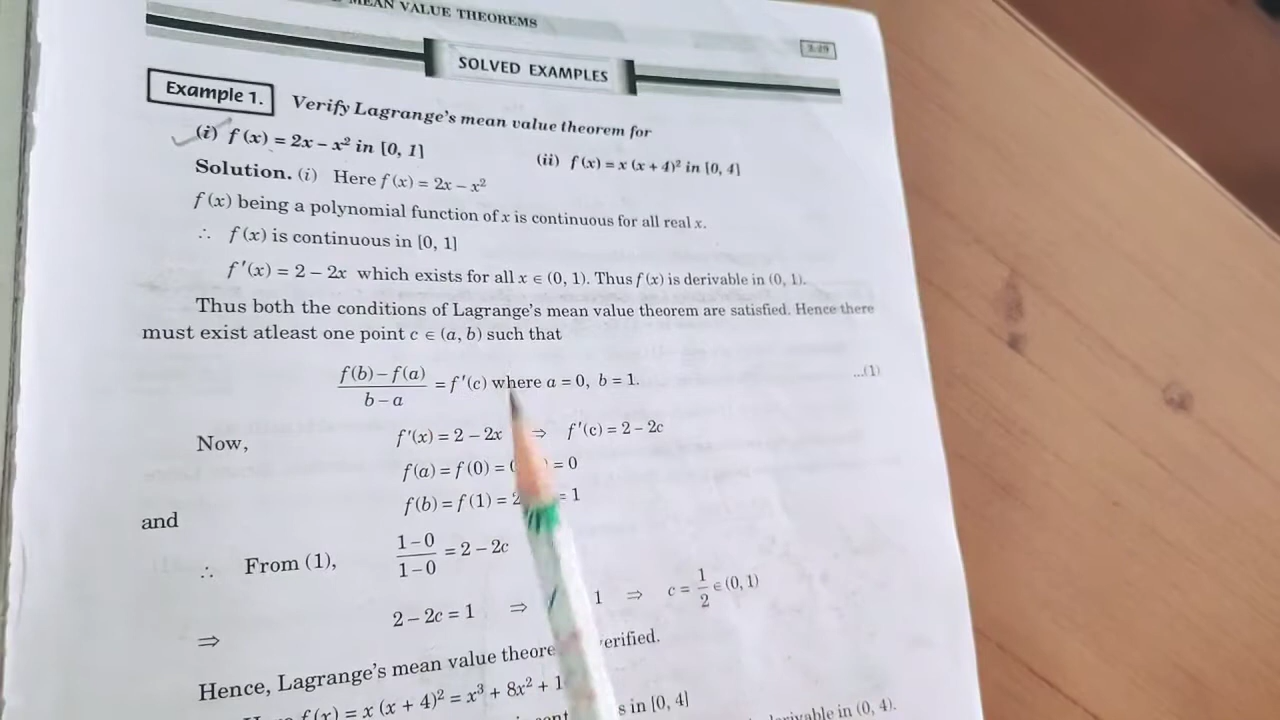 MEAN VALUE THEOREMS
SOLVED EXAMPLES
Example 1. Verify Lagrange's mean value theorem for
(i) f(x) = 2x – x² in [0, 1] (ii) f(x) = x (x + 4)² in [0, 4]
Solution. (i) Here f(x) = 2x – x²
f(x) being a polynomial function of x is continuous for all real x.
∴ f(x) is continuous in [0, 1]
f'(x) = 2 – 2x which exists for all x ∈ (0, 1). Thus f(x) is derivable in (0, 1).
Thus both the conditions of Lagrange's mean value theorem are satisfied. Hence there
must exist atleast one point c ∈ (a, b) such that
f(b) – f(a) / b – a = f'(c) where a = 0, b = 1. ...(1)
Now, f'(x) = 2 – 2x ⇒ f'(c) = 2 – 2c
f(a) = f(0) = = 0
and f(b) = f(1) = 2 = 1
∴ From (1), 1 – 0 / 1 – 0 = 2 – 2c
⇒ 2 – 2c = 1 ⇒ 1 ⇒ c = 1/2 ∈ (0, 1)
Hence, Lagrange's mean value verified.
f(x) = x (x + 4)² = x³ + 8x² + 1
in [0, 4] derivable in (0, 4).